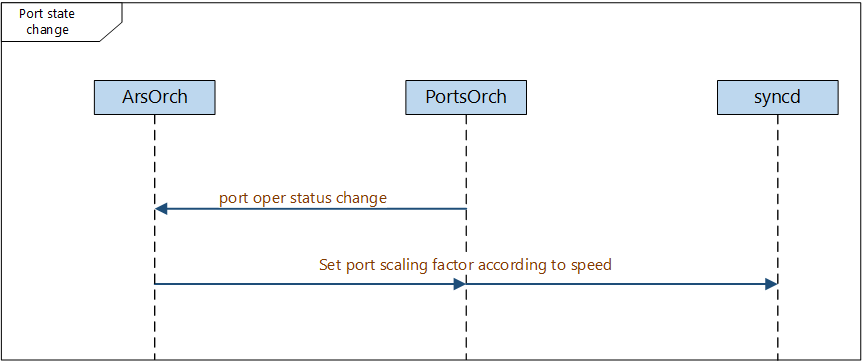 Port state
change
ArsOrch
PortsOrch
syncd
port oper status change
Set port scaling factor according to speed